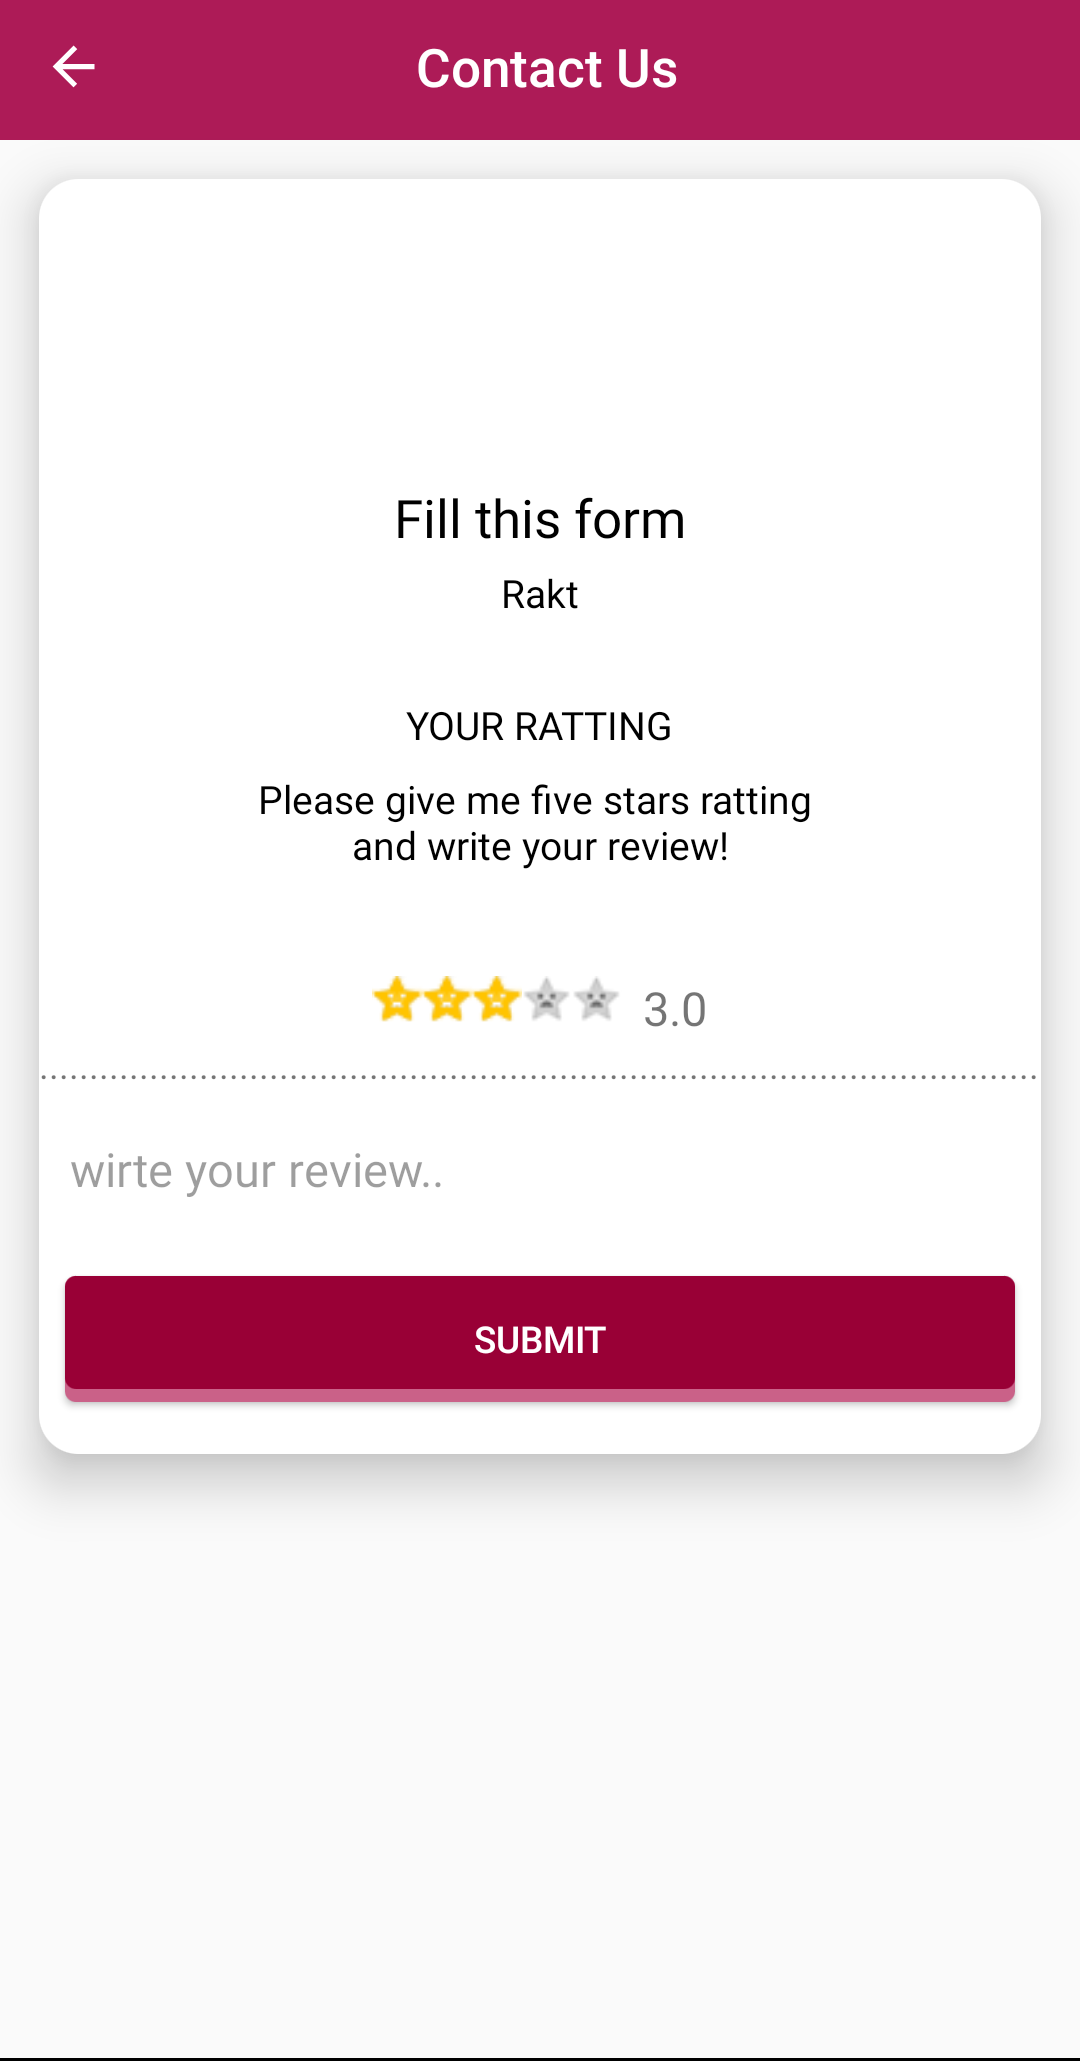 Contact Us
Fill this form
Rakt
YOUR RATTING
Please give me five stars ratting
and write your review!
3.0
wirte your review..
SUBMIT